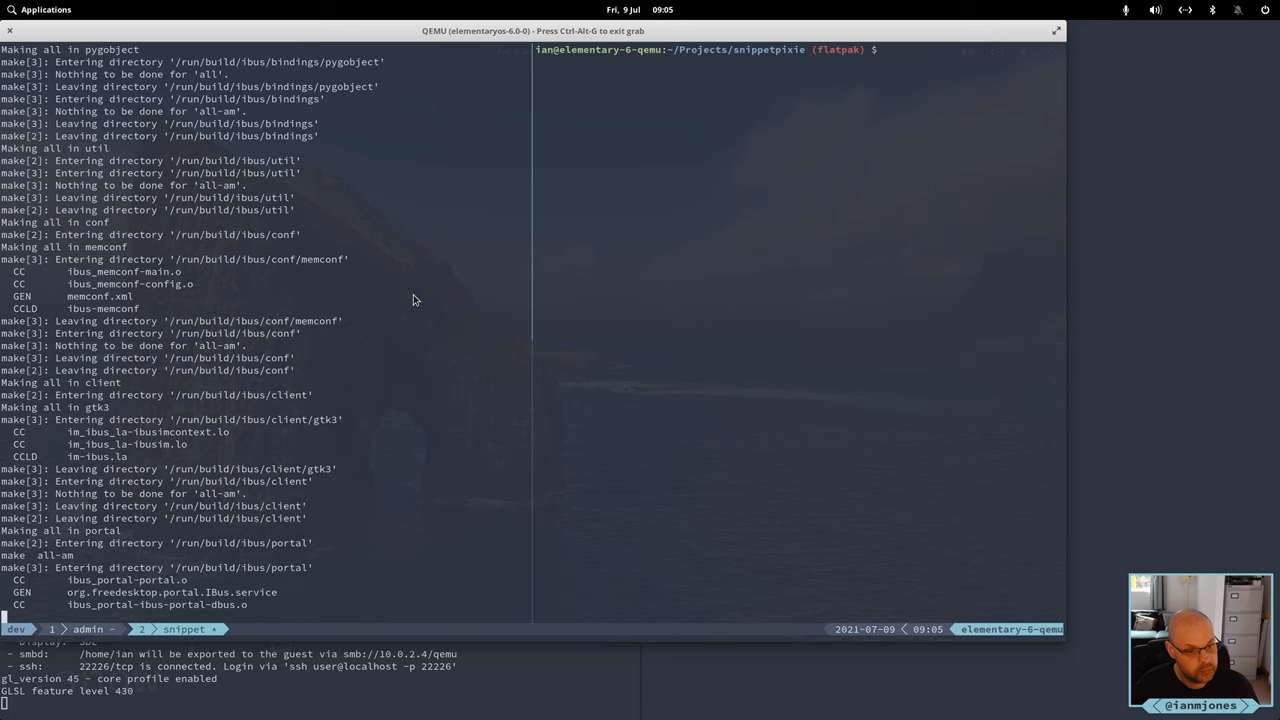 Applications
Fri, 9 Jul 09:05
QEMU (elementaryos-6.0-0) - Press Ctrl-Alt-G to exit grab
Making all in pygobject
make[3]: Entering directory '/run/build/ibus/bindings/pygobject'
make[3]: Nothing to be done for 'all'.
make[3]: Leaving directory '/run/build/ibus/bindings/pygobject'
make[3]: Entering directory '/run/build/ibus/bindings'
make[3]: Nothing to be done for 'all-am'.
make[3]: Leaving directory '/run/build/ibus/bindings'
make[2]: Leaving directory '/run/build/ibus/bindings'
Making all in util
make[2]: Entering directory '/run/build/ibus/util'
make[3]: Entering directory '/run/build/ibus/util'
make[3]: Nothing to be done for 'all-am'.
make[3]: Leaving directory '/run/build/ibus/util'
make[2]: Leaving directory '/run/build/ibus/util'
Making all in conf
make[2]: Entering directory '/run/build/ibus/conf'
Making all in memconf
make[3]: Entering directory '/run/build/ibus/conf/memconf'
CC ibus_memconf-main.o
CC ibus_memconf-config.o
GEN memconf.xml
CCLD ibus-memconf
make[3]: Leaving directory '/run/build/ibus/conf/memconf'
make[3]: Entering directory '/run/build/ibus/conf'
make[3]: Nothing to be done for 'all-am'.
make[3]: Leaving directory '/run/build/ibus/conf'
make[2]: Leaving directory '/run/build/ibus/conf'
Making all in client
make[2]: Entering directory '/run/build/ibus/client'
Making all in gtk3
make[3]: Entering directory '/run/build/ibus/client/gtk3'
CC im_ibus_la-ibusimcontext.lo
CC im_ibus_la-ibusim.lo
CCLD im-ibus.la
make[3]: Leaving directory '/run/build/ibus/client/gtk3'
make[3]: Entering directory '/run/build/ibus/client'
make[3]: Nothing to be done for 'all-am'.
make[3]: Leaving directory '/run/build/ibus/client'
make[2]: Leaving directory '/run/build/ibus/client'
Making all in portal
make[2]: Entering directory '/run/build/ibus/portal'
make all-am
make[3]: Entering directory '/run/build/ibus/portal'
CC ibus_portal-portal.o
GEN org.freedesktop.portal.IBus.service
CC ibus_portal-ibus-portal-dbus.o
ian@elementary-6-qemu:~/Projects/snippetpixie (flatpak) $
dev 1 admin - 2 snippet * 2021-07-09 09:05 elementary-6-qemu
- smbd: /home/ian will be exported to the guest via smb://10.0.2.4/qemu
- ssh: 22226/tcp is connected. Login via 'ssh user@localhost -p 22226'
gl_version 45 - core profile enabled
GLSL feature level 430
@ianmjones